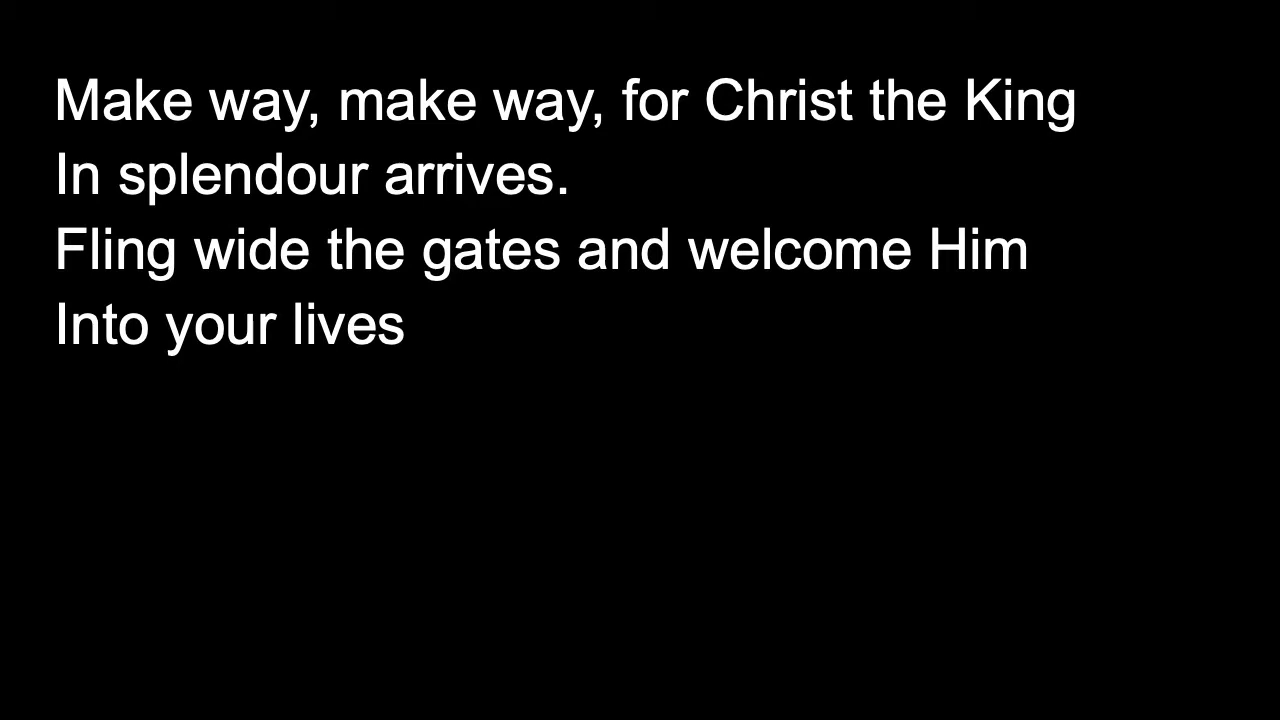 Make way, make way, for Christ the King
In splendour arrives.
Fling wide the gates and welcome Him
Into your lives